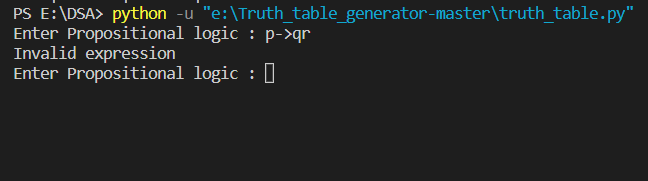 PS E:\DSA> python -u "e:\Truth_table_generator-master\truth_table.py"
Enter Propositional logic : p->qr
Invalid expression
Enter Propositional logic :